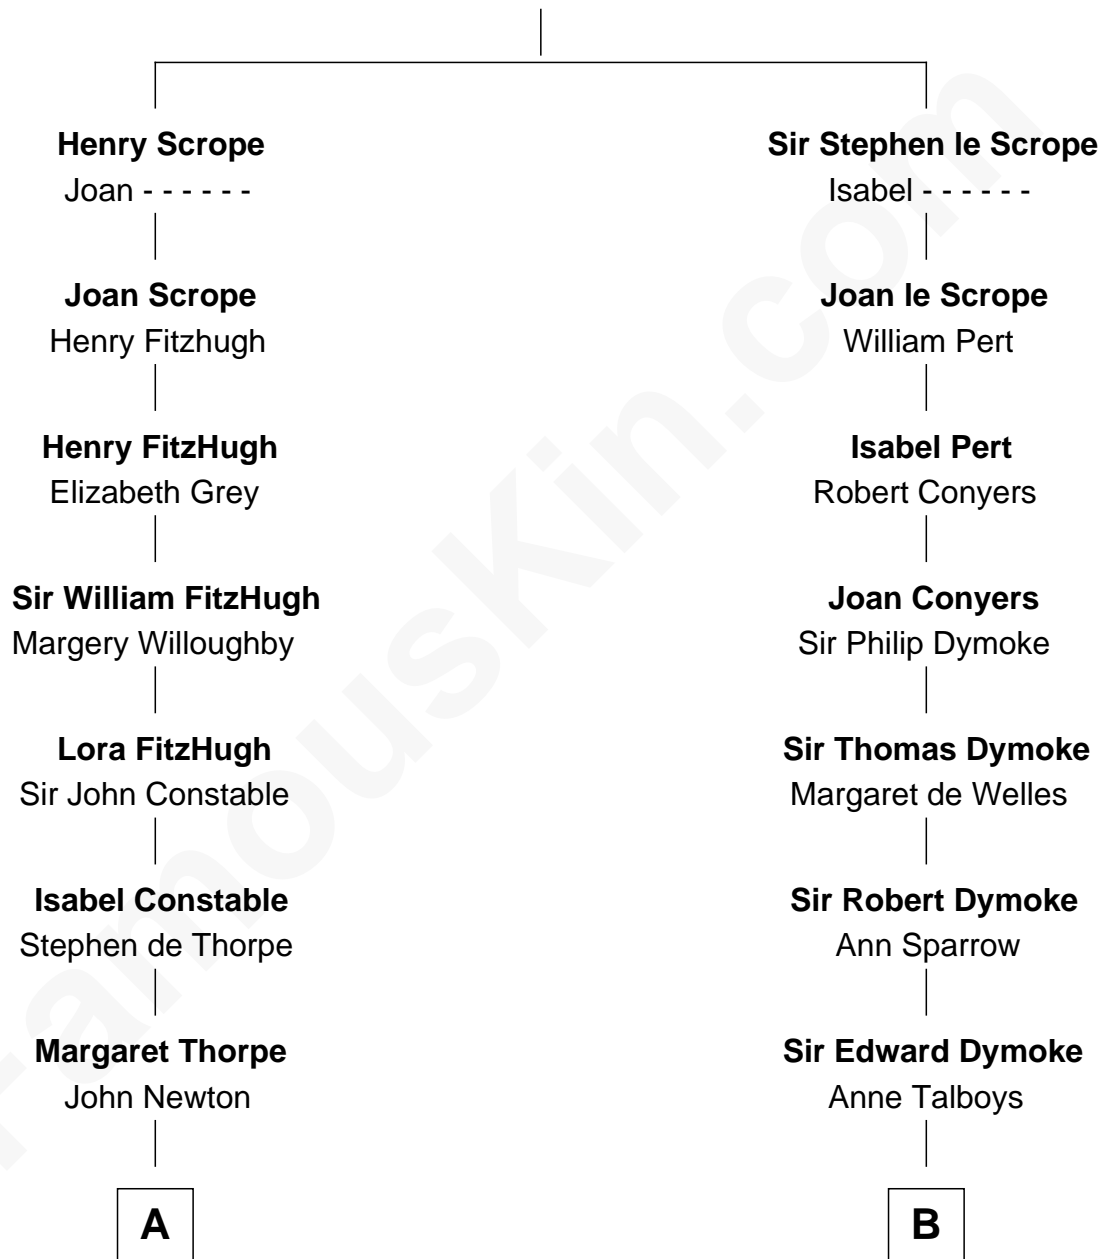 Henry Scrope
Joan - - - - - -
Joan Scrope
Henry Fitzhugh
Henry FitzHugh
Elizabeth Grey
Sir William FitzHugh
Margery Willoughby
Lora FitzHugh
Sir John Constable
Isabel Constable
Stephen de Thorpe
Margaret Thorpe
John Newton
A
Sir Stephen le Scrope
Isabel - - - - - -
Joan le Scrope
William Pert
Isabel Pert
Robert Conyers
Joan Conyers
Sir Philip Dymoke
Sir Thomas Dymoke
Margaret de Welles
Sir Robert Dymoke
Ann Sparrow
Sir Edward Dymoke
Anne Talboys
B
FamousKin.com